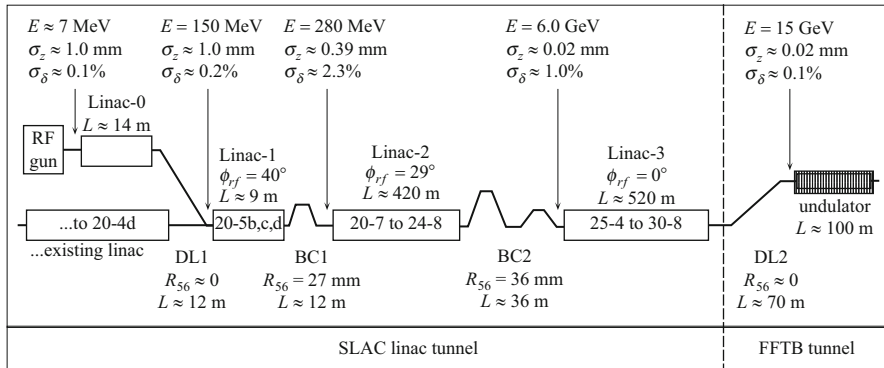 E ≈ 7 MeV
σz ≈ 1.0 mm
σδ ≈ 0.1%
E = 150 MeV
σz ≈ 1.0 mm
σδ ≈ 0.2%
E = 280 MeV
σz ≈ 0.39 mm
σδ ≈ 2.3%
E = 6.0 GeV
σz ≈ 0.02 mm
σδ ≈ 1.0%
E = 15 GeV
σz ≈ 0.02 mm
σδ ≈ 0.1%
Linac-0
L ≈ 14 m
RF
gun
Linac-1
ϕrf = 40°
L ≈ 9 m
Linac-2
ϕrf = 29°
L ≈ 420 m
Linac-3
ϕrf = 0°
L ≈ 520 m
...to 20-4d
20-5b,c,d
20-7 to 24-8
25-4 to 30-8
undulator
L ≈ 100 m
...existing linac
DL1
R56 ≈ 0
L ≈ 12 m
BC1
R56 = 27 mm
L ≈ 12 m
BC2
R56 = 36 mm
L ≈ 36 m
DL2
R56 ≈ 0
L ≈ 70 m
SLAC linac tunnel
FFTB tunnel